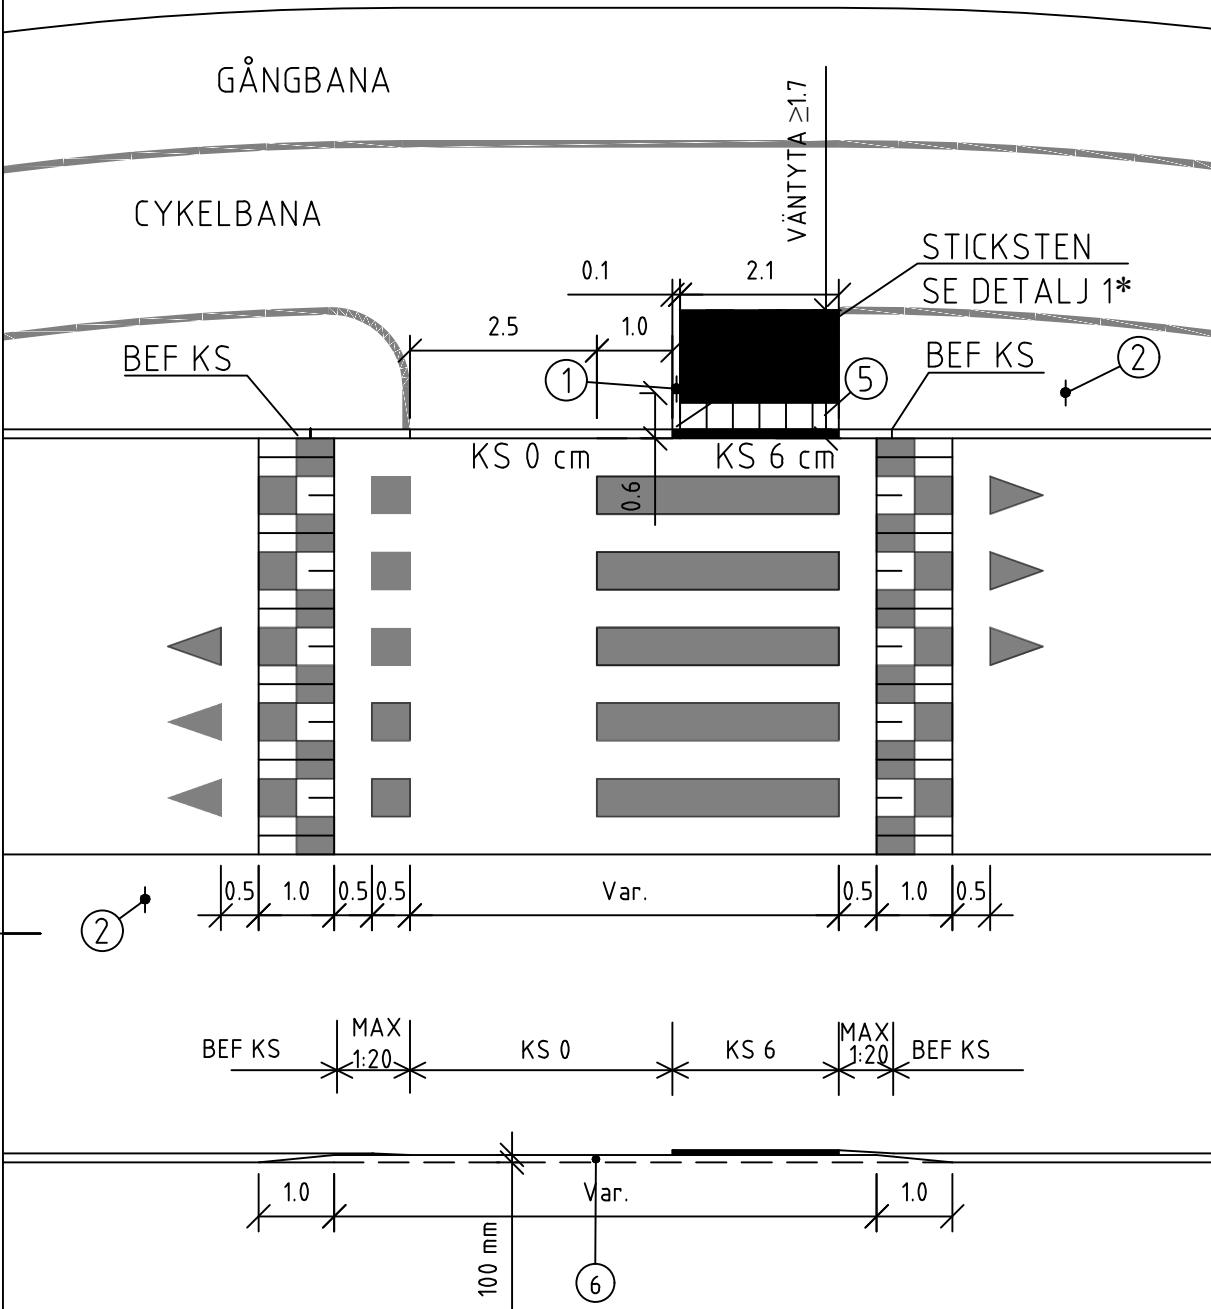 GÅNGBANA
VÄNTYTA ≥1.7
CYKELBANA
STICKSTEN
SE DETALJ 1*
0.1
2.1
2.5
1.0
BEF KS
BEF KS
1
5
2
KS 0 cm
KS 6 cm
0.6
0.5
1.0
0.5
0.5
Var.
0.5
1.0
0.5
2
BEF KS
MAX
1:20
KS 0
KS 6
MAX
1:20
BEF KS
1.0
Var.
1.0
100 mm
6